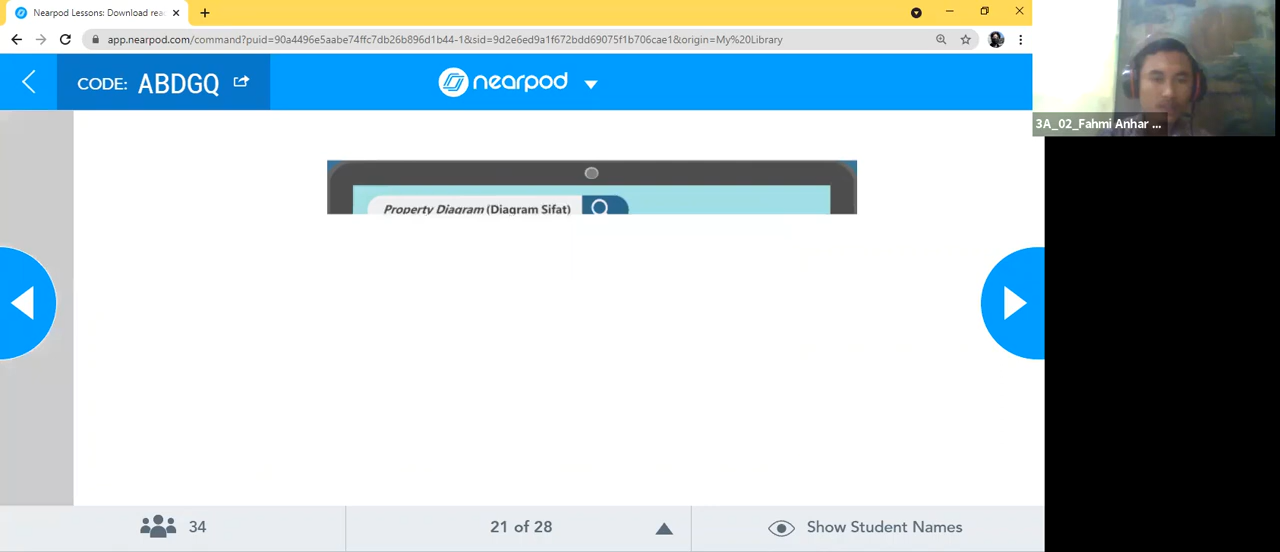 Nearpod Lessons: Download rea
app.nearpod.com/command?puid=90a4496e5aabe74ffc7db26b896d1b44-1&sid=9d2e6ed9a1f672bdd69075f1b706cae1&origin=My%20Library
CODE: ABDGQ
nearpod
3A_02_Fahmi Anhar ...
Property Diagram (Diagram Sifat)
34
21 of 28
Show Student Names